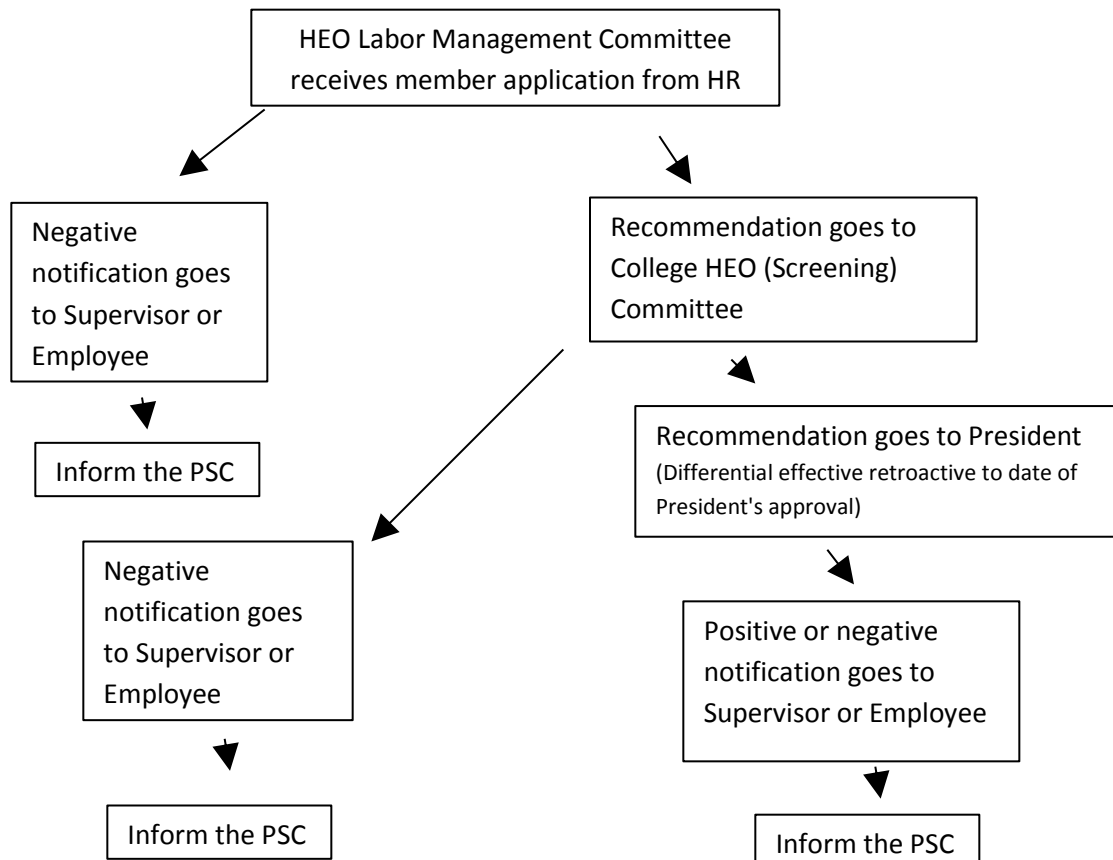 HEO Labor Management Committee
receives member application from HR
Negative
notification goes
to Supervisor or
Employee
Recommendation goes to
College HEO (Screening)
Committee
Inform the PSC
Recommendation goes to President
(Differential effective retroactive to date of
President's approval)
Negative
notification goes
to Supervisor or
Employee
Positive or negative
notification goes to
Supervisor or Employee
Inform the PSC
Inform the PSC